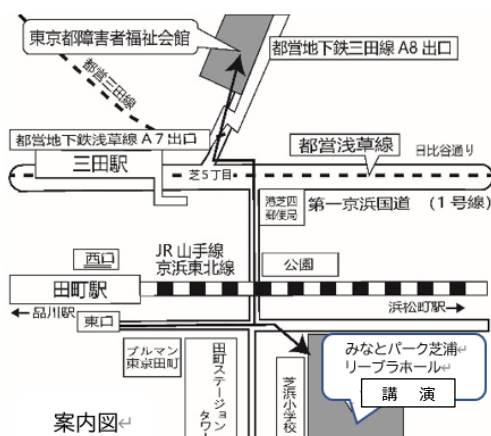 東京都障害者福祉会館
都営地下鉄三田線A8出口
都営三田線
都営地下鉄浅草線A7出口
都営浅草線
日比谷通り
三田駅
芝5丁目
港芝四
郵便局
第一京浜国道 (1号線)
西口
JR山手線
京浜東北線
公園
田町駅
←品川駅
浜松町駅→
東口
プルマン
東京田町
田町ステーション
タワー
芝浜小学校
みなとパーク芝浦↵
リーブラホール↵
講 演
案内図↵